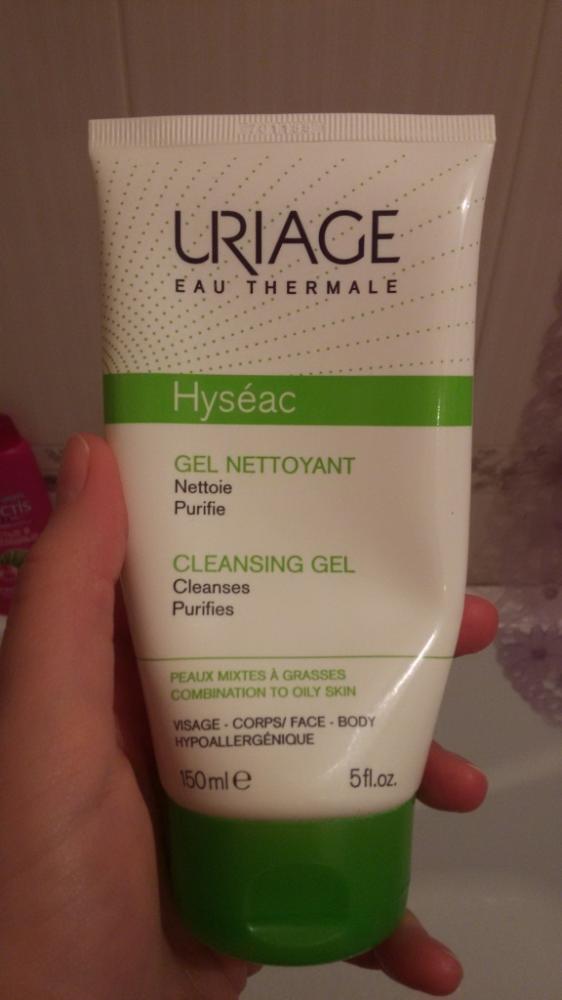 URIAGE
EAU THERMALE
Hyséac
GEL NETTOYANT
Nettoie
Purifie
CLEANSING GEL
Cleanses
Purifies
PEAUX MIXTES À GRASSES
COMBINATION TO OILY SKIN
VISAGE - CORPS/ FACE - BODY
HYPOALLERGÉNIQUE
150ml e
5fl.oz.